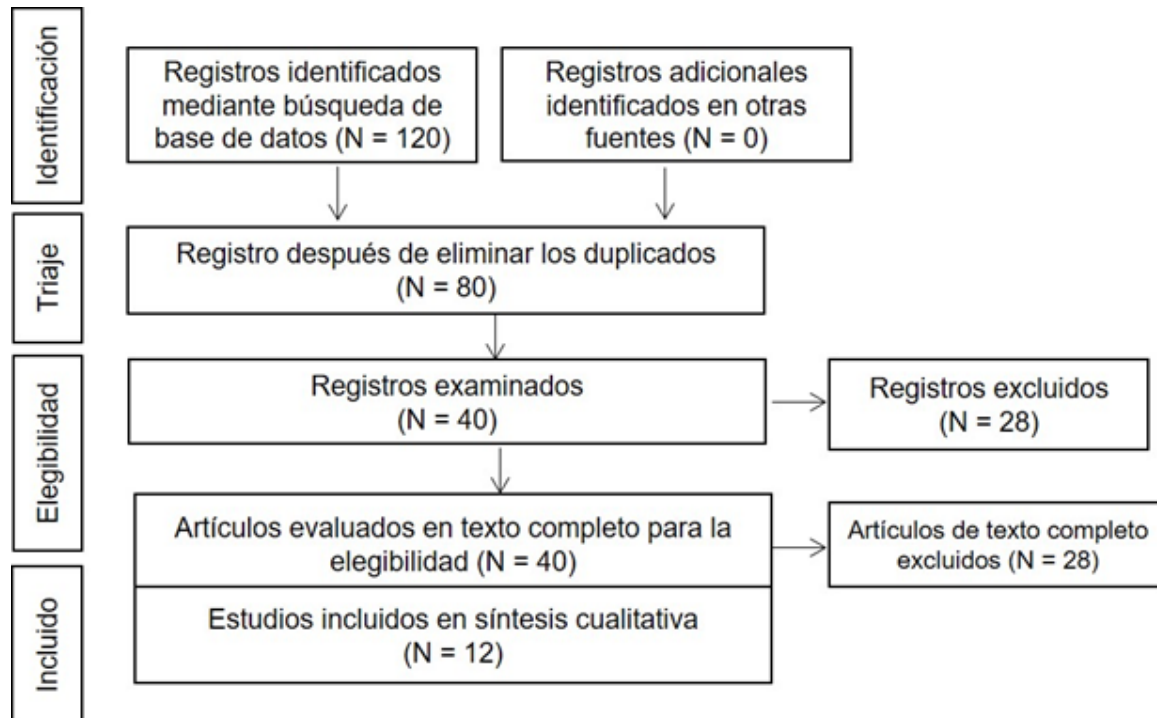 Identificación
Registros identificados
mediante búsqueda de
base de datos (N = 120)
Registros adicionales
identificados en otras
fuentes (N = 0)
Triaje
Registro después de eliminar los duplicados
(N = 80)
Elegibilidad
Registros examinados
(N = 40)
Registros excluidos
(N = 28)
Artículos evaluados en texto completo para la
elegibilidad (N = 40)
Artículos de texto completo
excluidos (N = 28)
Incluido
Estudios incluidos en síntesis cualitativa
(N = 12)